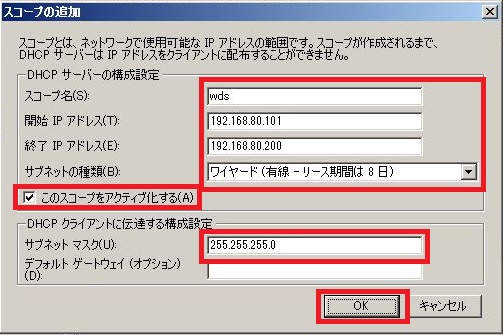 スコープの追加
スコープとは、ネットワークで使用可能な IP アドレスの範囲です。スコープが作成されるまで、
DHCP サーバーは IP アドレスをクライアントに配布することができません。
DHCP サーバーの構成設定
スコープ名(S):
wds
開始 IP アドレス(T):
192.168.80.101
終了 IP アドレス(E):
192.168.80.200
サブネットの種類(B):
ワイヤード (有線 - リース期間は 8 日)
このスコープをアクティブ化する(A)
DHCP クライアントに伝達する構成設定
サブネット マスク(U):
255.255.255.0
デフォルト ゲートウェイ (オプション)
(D):
OK
キャンセル